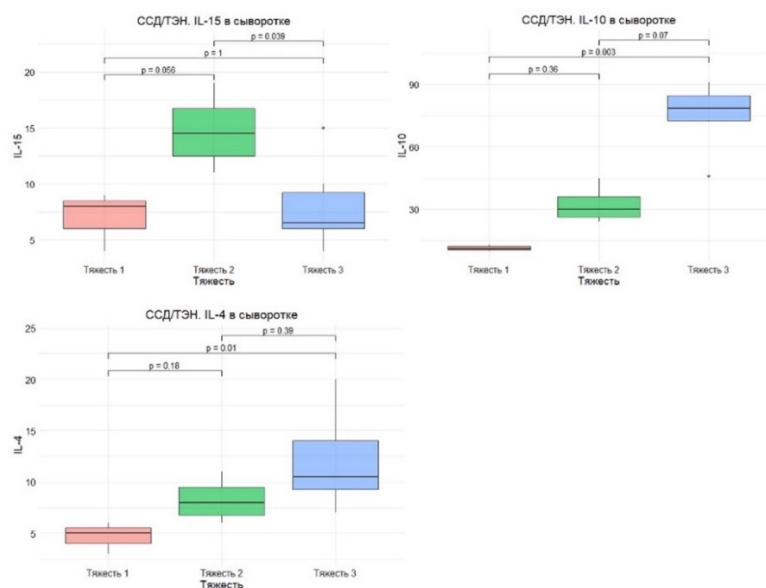 ССД/ТЭН. IL-15 в сыворотке
p = 0.039
p = 1
p = 0.056
20
15
10
5
IL-15
Тяжесть 1 Тяжесть 2 Тяжесть 3
Тяжесть
ССД/ТЭН. IL-10 в сыворотке
p = 0.07
p = 0.003
p = 0.36
90
60
30
IL-10
Тяжесть 1 Тяжесть 2 Тяжесть 3
Тяжесть
ССД/ТЭН. IL-4 в сыворотке
25
p = 0.39
p = 0.01
p = 0.18
20
15
10
5
IL-4
Тяжесть 1 Тяжесть 2 Тяжесть 3
Тяжесть